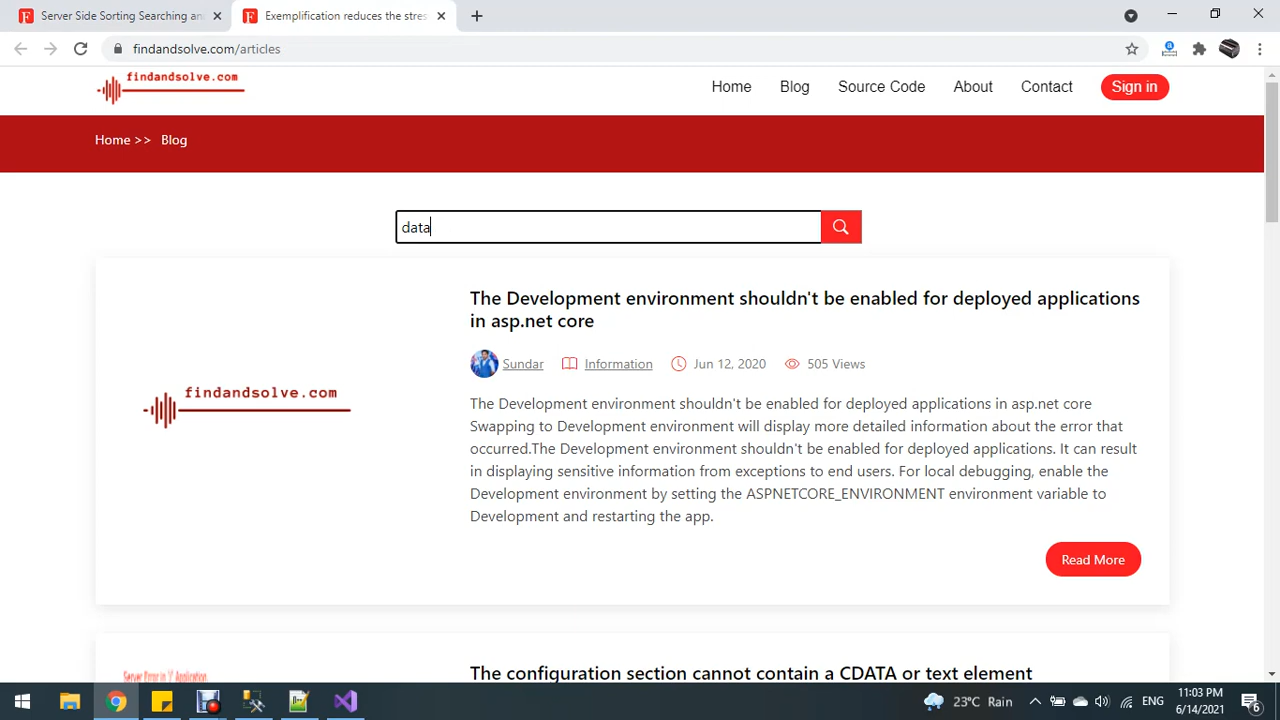 Server Side Sorting Searching an
Exemplification reduces the stres
findandsolve.com/articles
findandsolve.com
Home
Blog
Source Code
About
Contact
Sign in
Home >> Blog
data
The Development environment shouldn't be enabled for deployed applications
in asp.net core
findandsolve.com
Sundar
Information
Jun 12, 2020
505 Views
The Development environment shouldn't be enabled for deployed applications in asp.net core
Swapping to Development environment will display more detailed information about the error that
occurred.The Development environment shouldn't be enabled for deployed applications. It can result
in displaying sensitive information from exceptions to end users. For local debugging, enable the
Development environment by setting the ASPNETCORE_ENVIRONMENT environment variable to
Development and restarting the app.
Read More
Server Error in '/' Application.
The configuration section cannot contain a CDATA or text element
23°C Rain
ENG
11:03 PM
6/14/2021
6